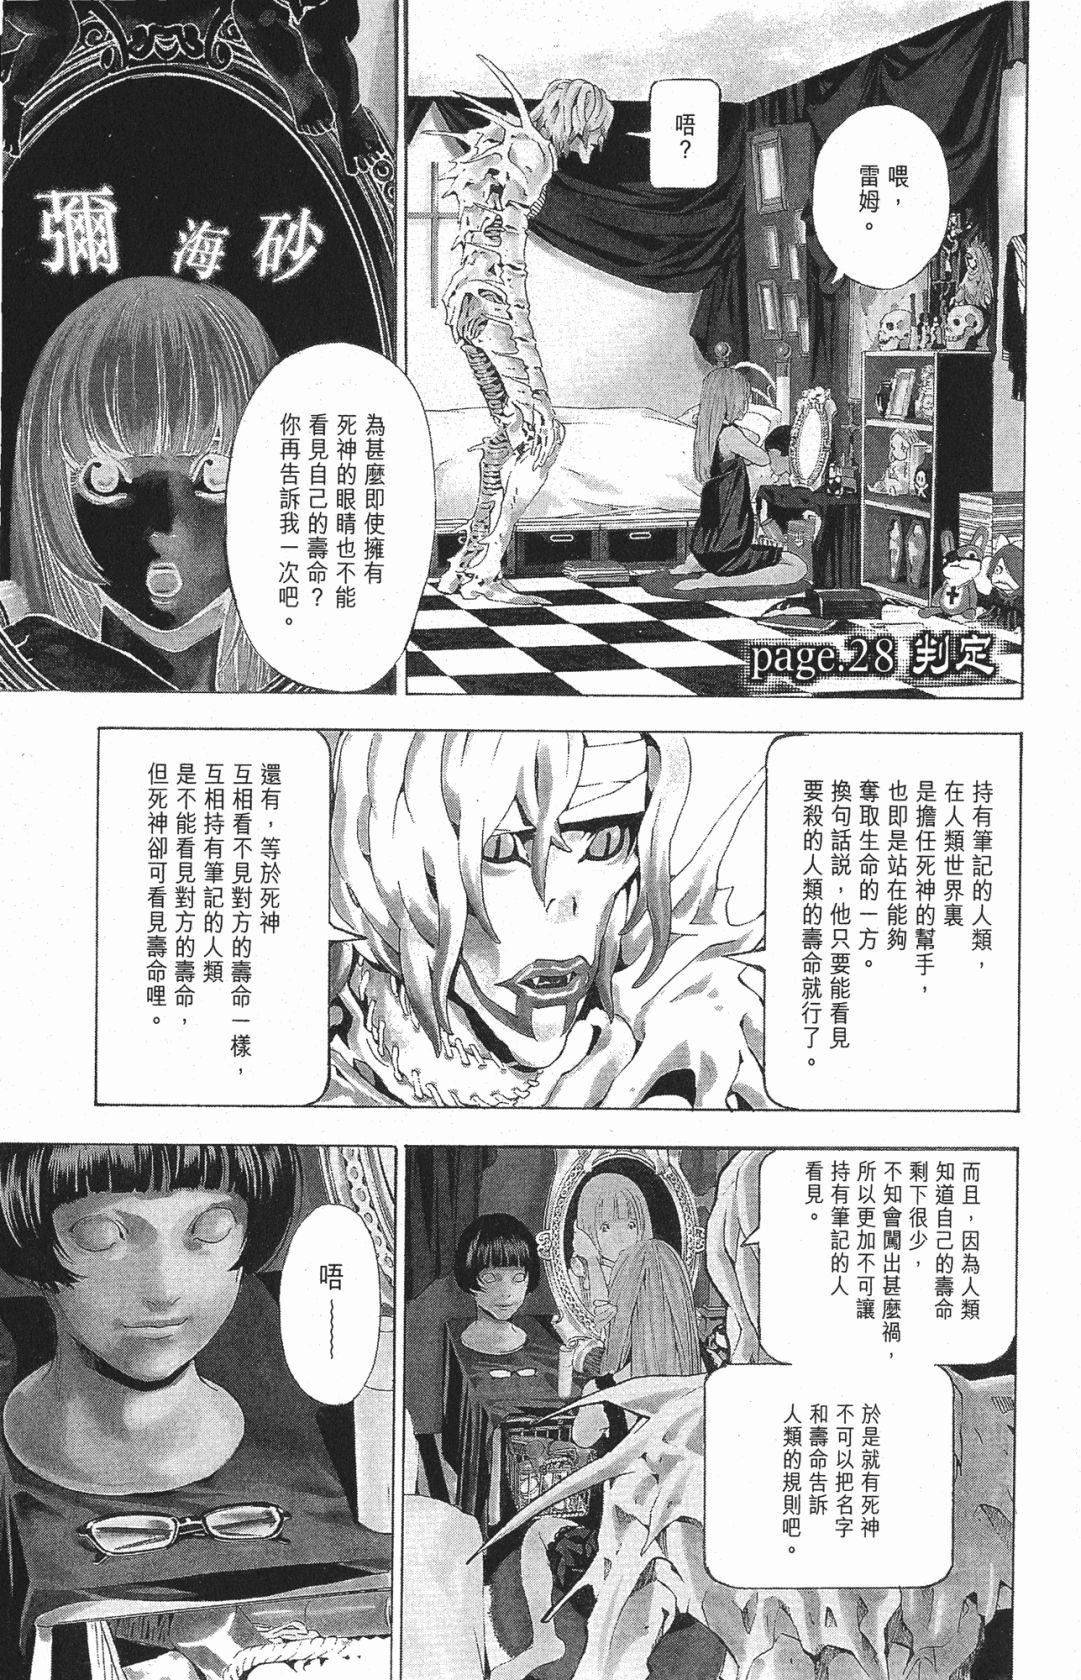 喂，
雷姆。
唔？
page.28 判定
彌 海 砂
為甚麼即使擁有
死神的眼睛也不能
看見自己的壽命？
你再告訴我一次吧。
持有筆記的人類，
在人類世界裏
是擔任死神的幫手，
也即是站在能夠
奪取生命的一方。
換句話說，他只要能看見
要殺的人類的壽命就行了。
還有，等於死神
互相看不見對方的壽命一樣，
互相持有筆記的人類
是不能看見對方的壽命，
但死神卻可看見壽命哩。
而且，因為人類
知道自己的壽命
剩下很少，
不知會闖出甚麼禍，
所以更加不可讓
持有筆記的人
看見。
於是就有死神
不可以把名字
和壽命告訴
人類的規則吧。
唔～～～